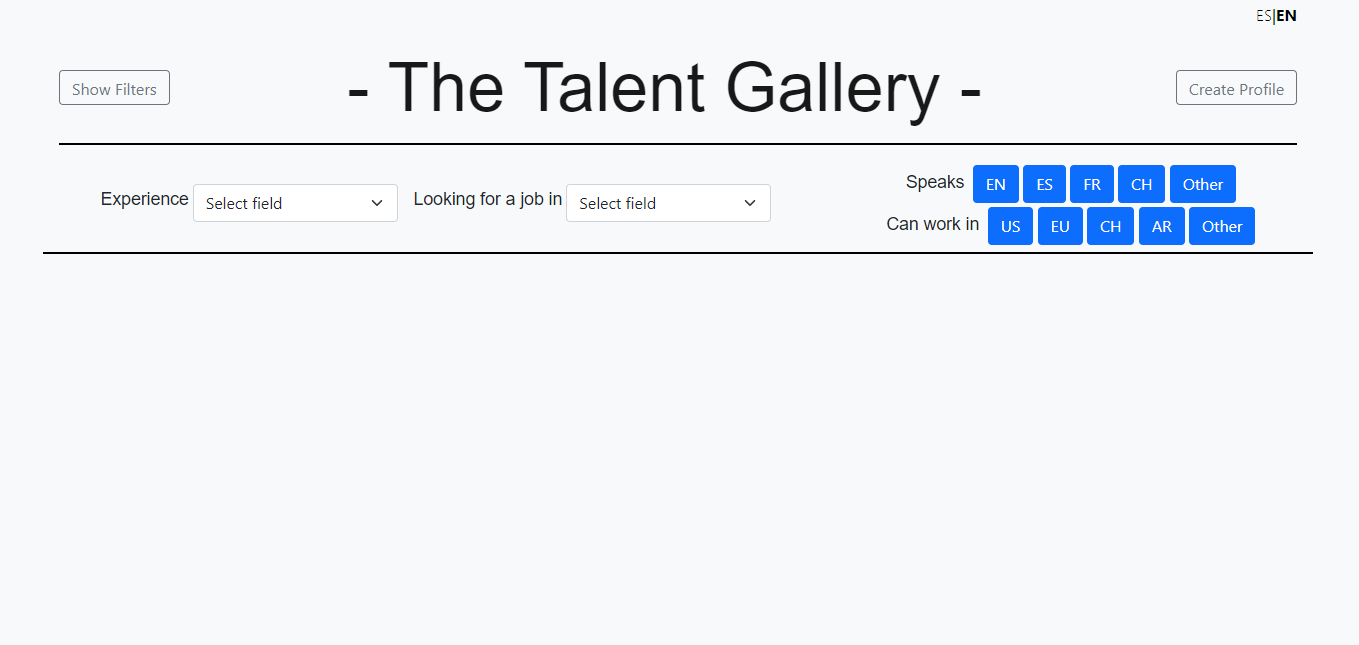 ES|EN
Show Filters
- The Talent Gallery -
Create Profile
Experience Select field Looking for a job in Select field
Speaks EN ES FR CH Other
Can work in US EU CH AR Other